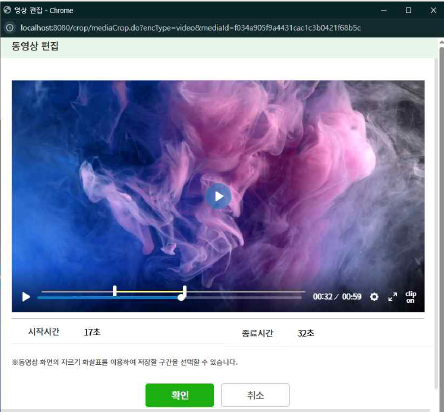 영상 편집 - Chrome
localhost:8080/crop/mediaCrop.do?encType=video&mediaId=f034a905f9a4431cac1c3b0421f68b5c
동영상 편집
00:32 / 00:59
clip on
시작시간 17초 종료시간 32초
※동영상 화면의 자르기 화살표를 이용하여 저장할 구간을 선택할 수 있습니다.
확인 취소